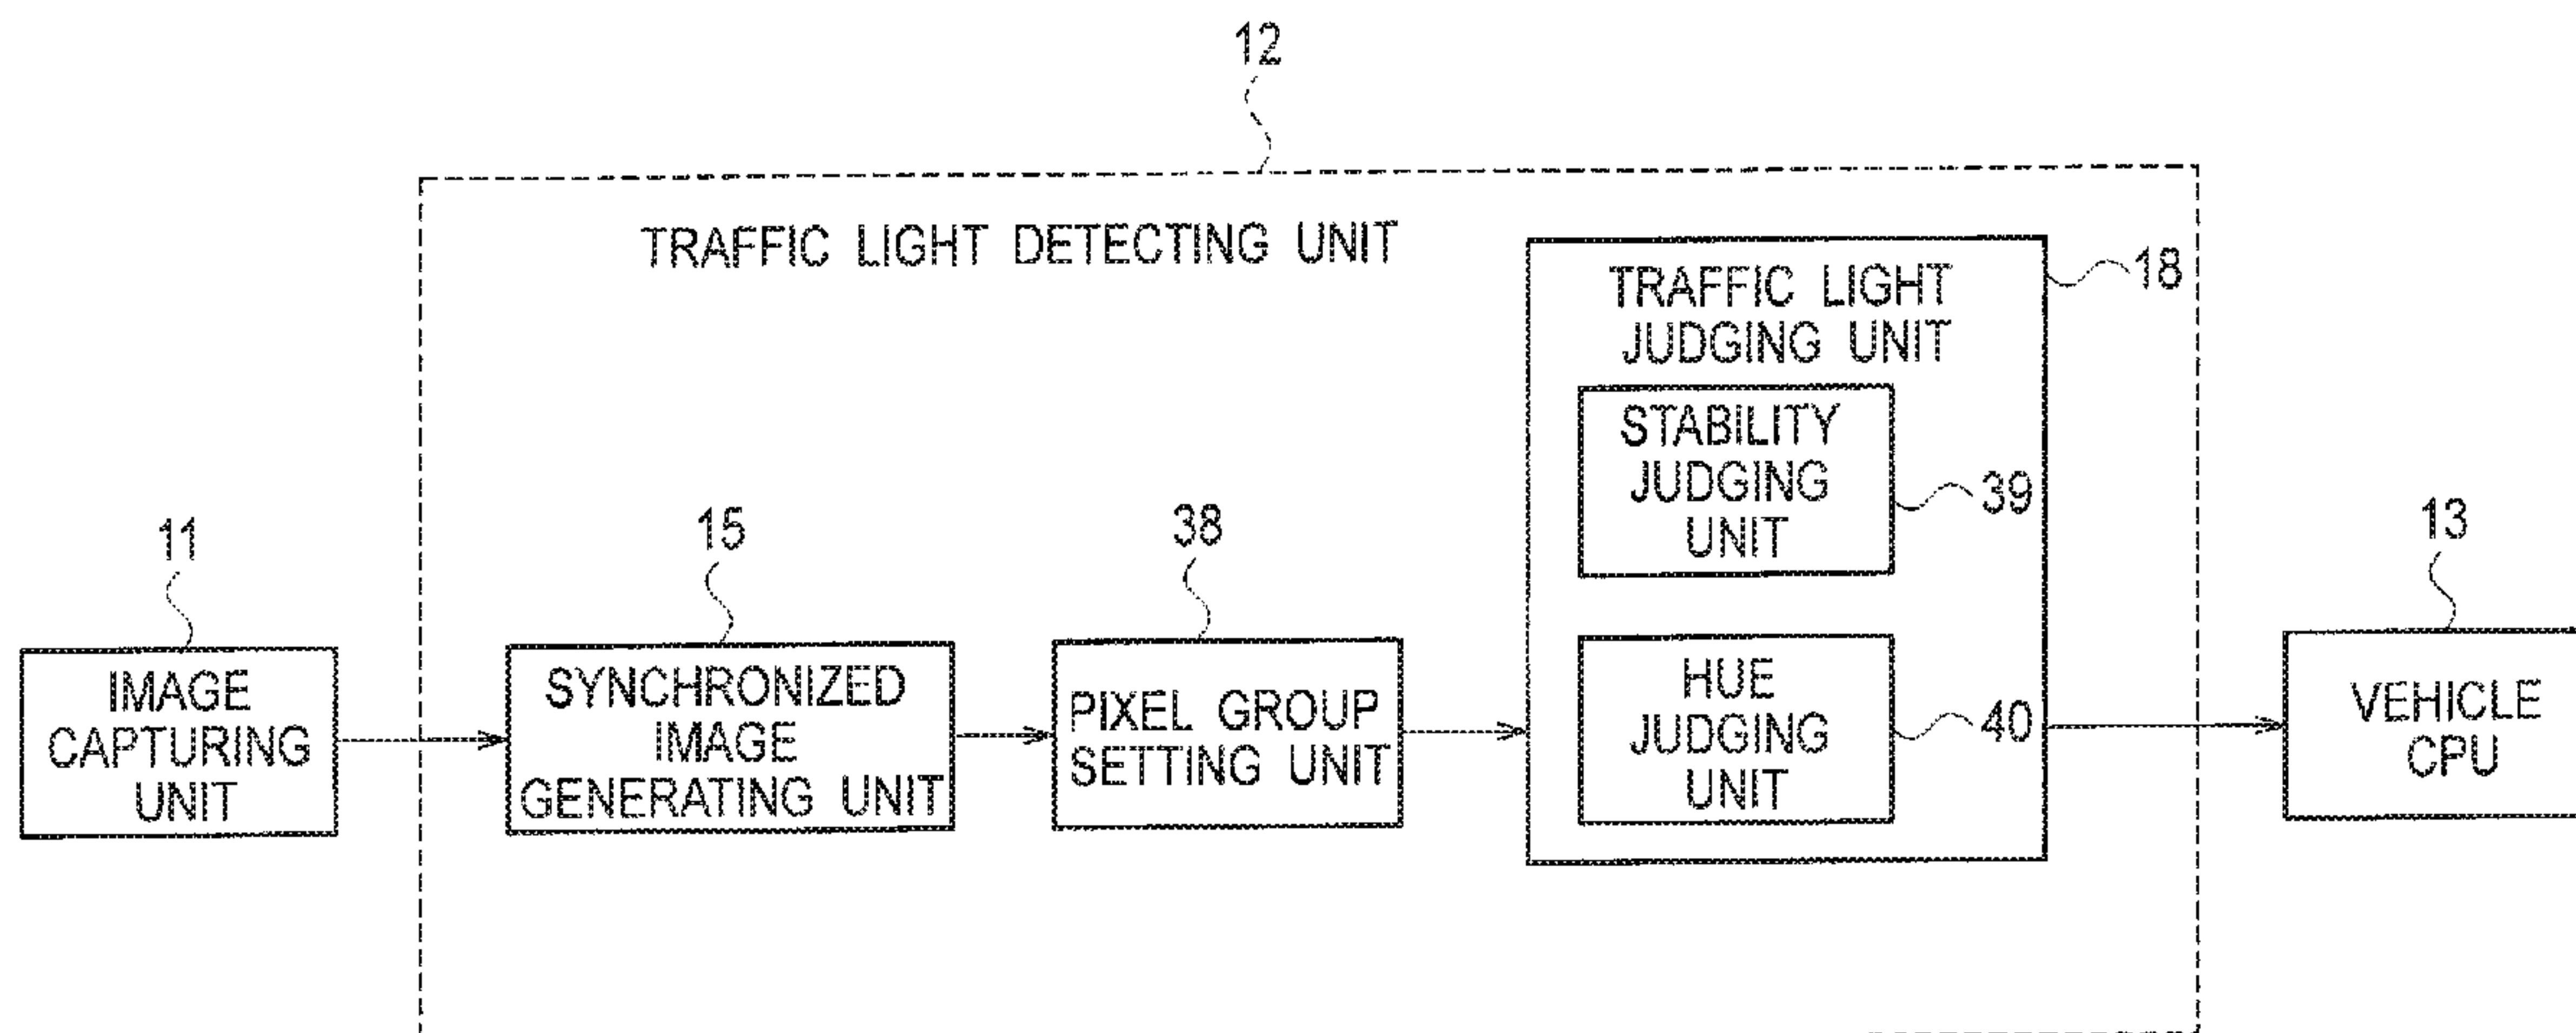 12
TRAFFIC LIGHT DETECTING UNIT
TRAFFIC LIGHT
JUDGING UNIT
18
STABILITY
JUDGING
UNIT
39
HUE
JUDGING
UNIT
40
11
IMAGE
CAPTURING
UNIT
15
SYNCHRONIZED
IMAGE
GENERATING UNIT
38
PIXEL GROUP
SETTING UNIT
13
VEHICLE
CPU